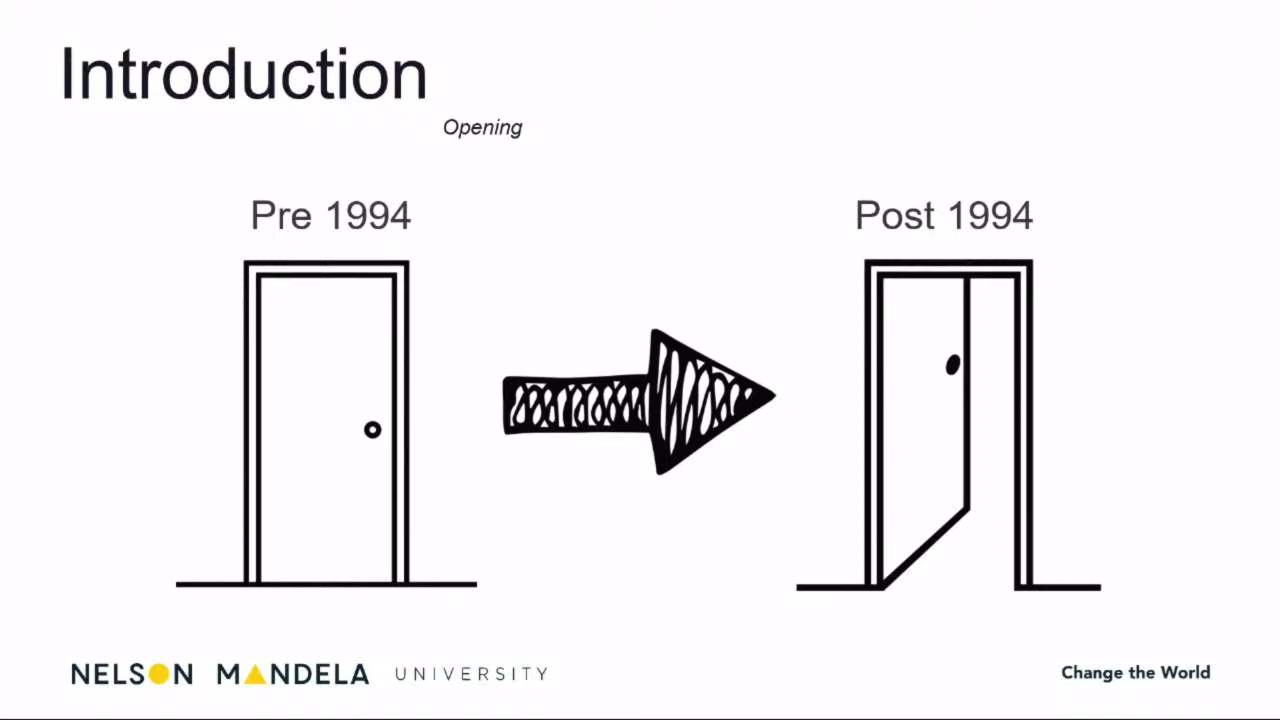 Introduction
Opening
Pre 1994
Post 1994
NELSON MANDELA UNIVERSITY
Change the World